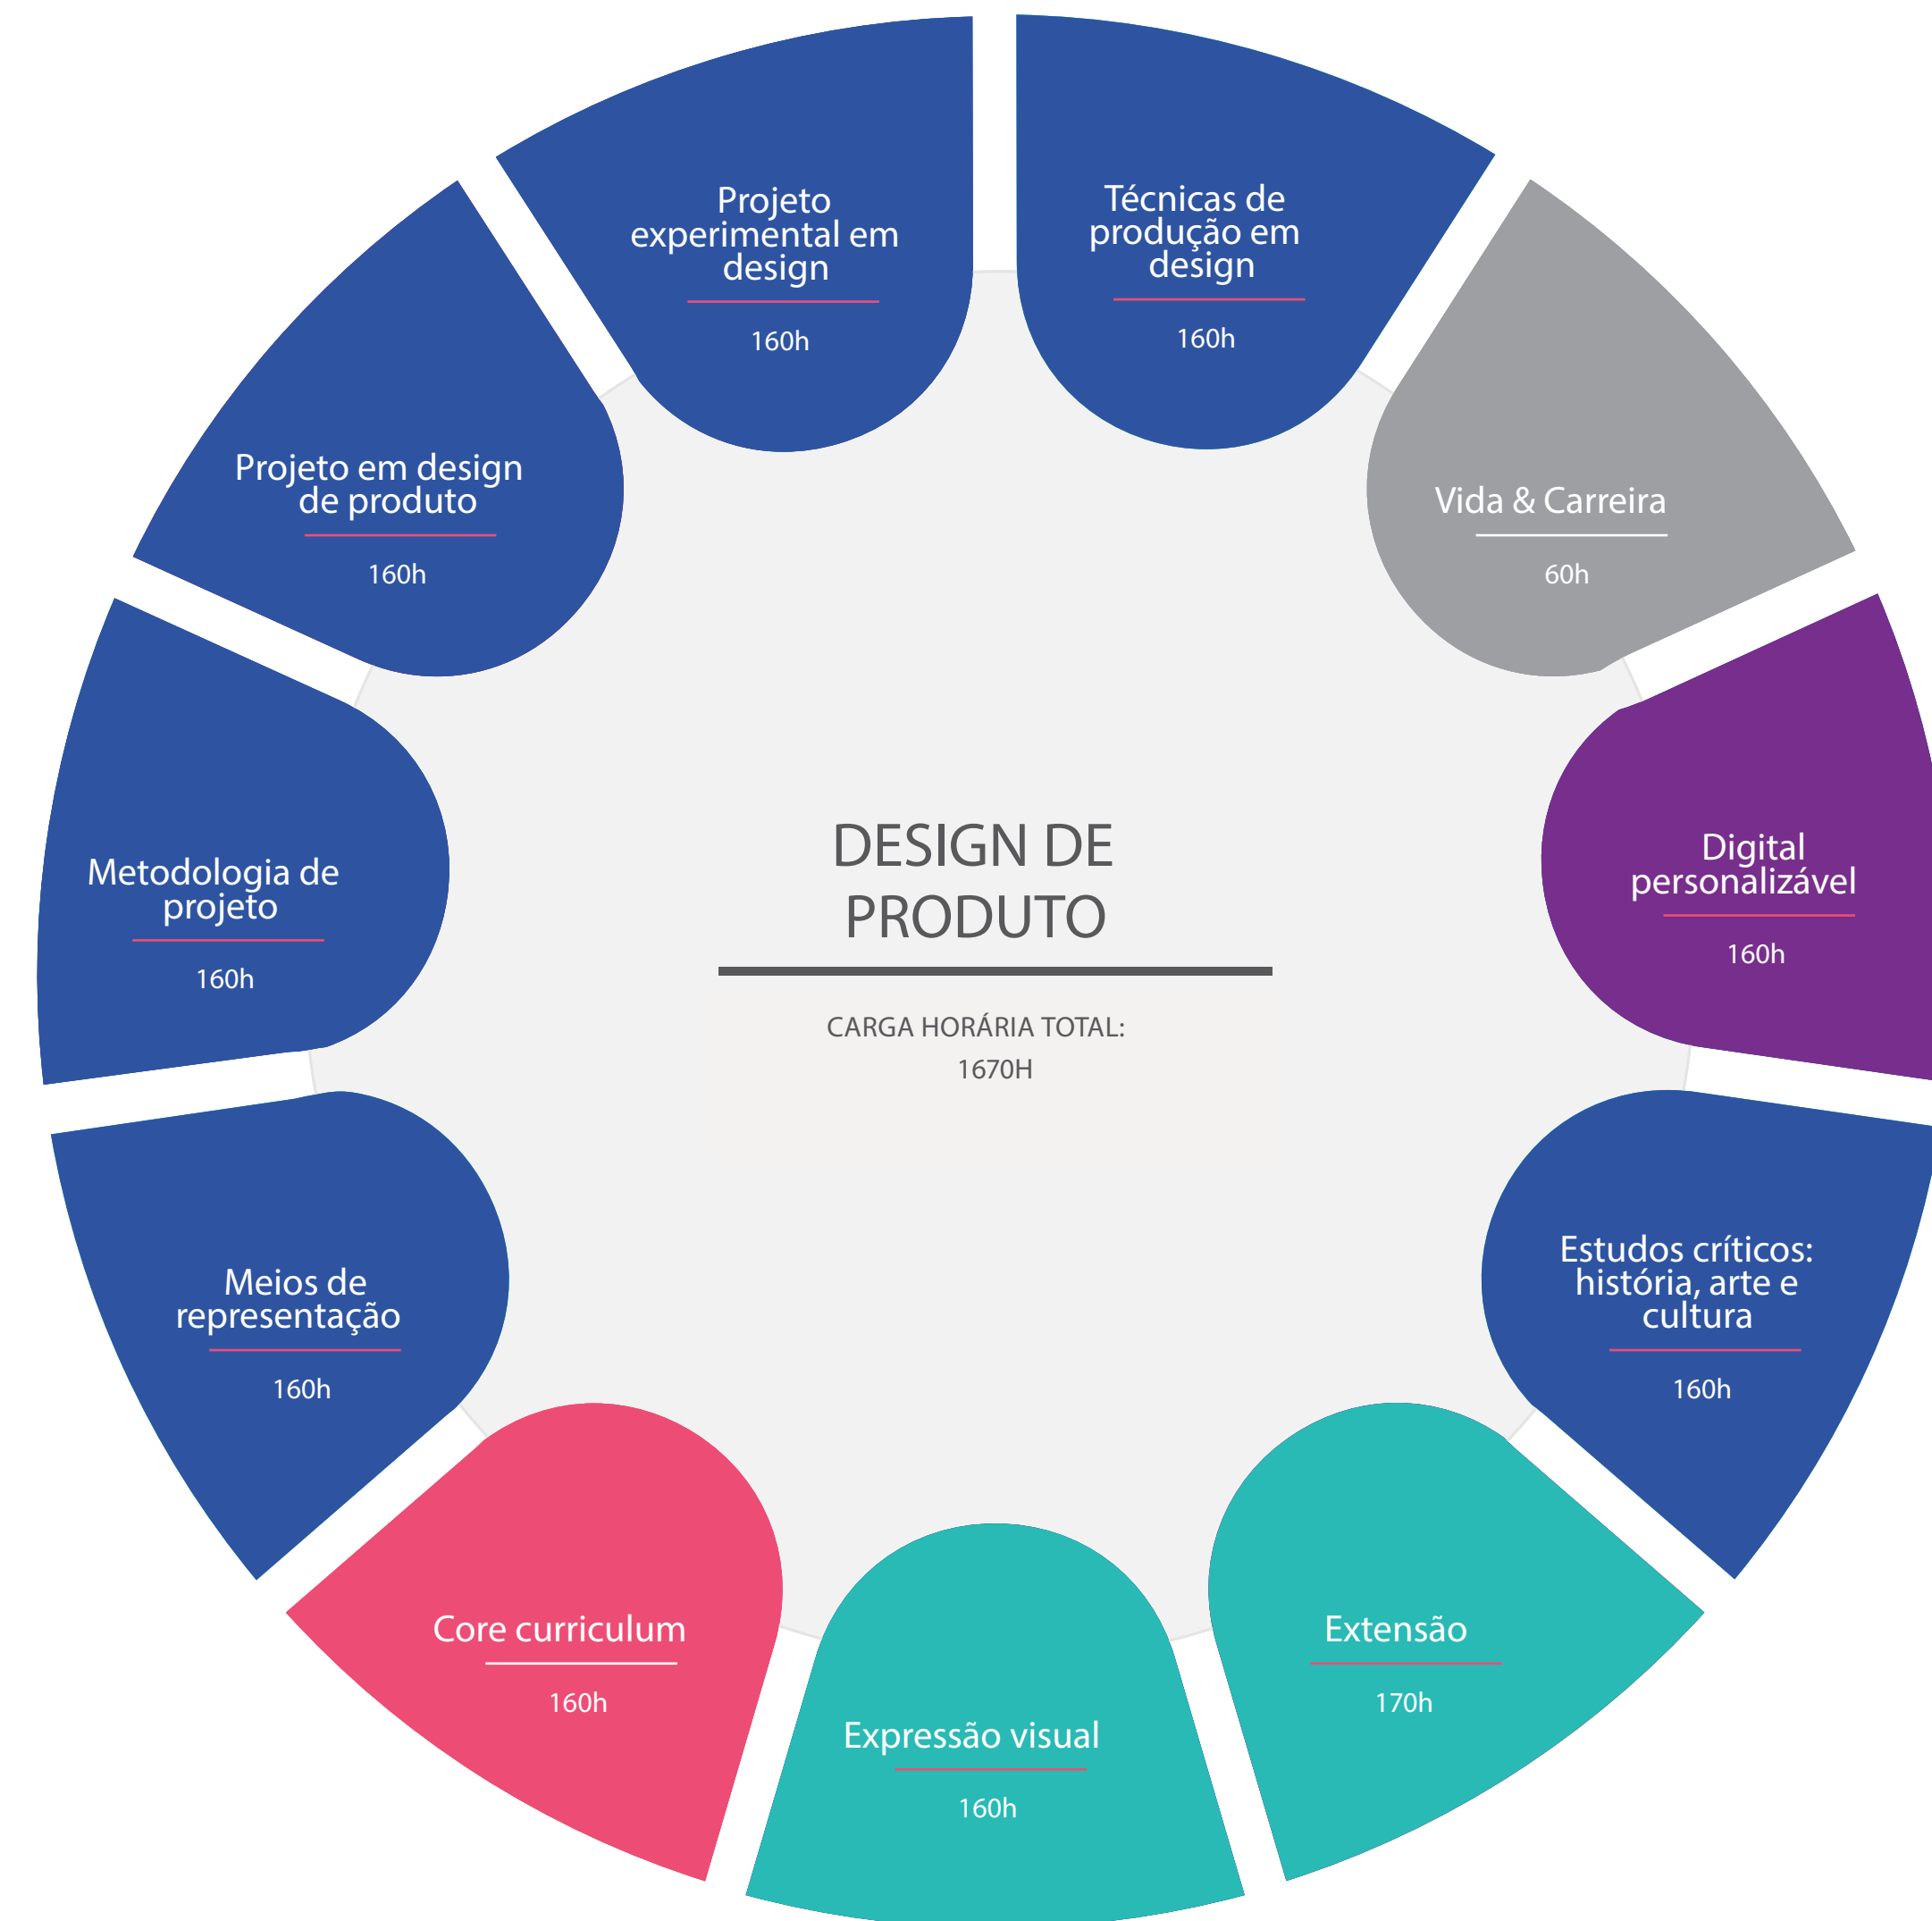 Projeto
experimental em
design
160h
Técnicas de
produção em
design
160h
Projeto em design
de produto
160h
Vida & Carreira
60h
Metodologia de
projeto
160h
DESIGN DE
PRODUTO
CARGA HORÁRIA TOTAL:
1670H
Digital
personalizável
160h
Meios de
representação
160h
Estudos críticos:
história, arte e
cultura
160h
Core curriculum
160h
Expressão visual
160h
Extensão
170h